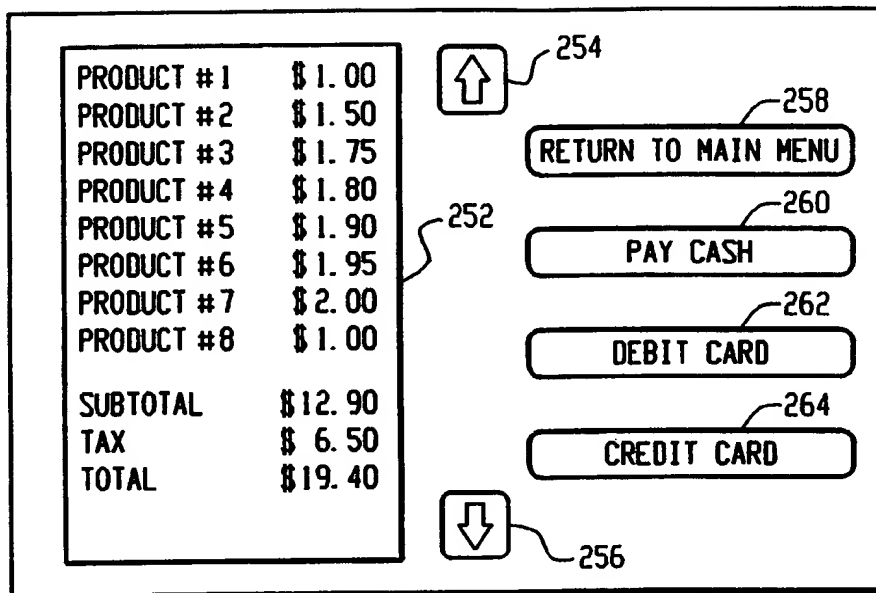 PRODUCT #1 $1.00
PRODUCT #2 $1.50
PRODUCT #3 $1.75
PRODUCT #4 $1.80
PRODUCT #5 $1.90
PRODUCT #6 $1.95
PRODUCT #7 $2.00
PRODUCT #8 $1.00
SUBTOTAL $12.90
TAX $ 6.50
TOTAL $19.40
252
254
256
258
RETURN TO MAIN MENU
260
PAY CASH
262
DEBIT CARD
264
CREDIT CARD